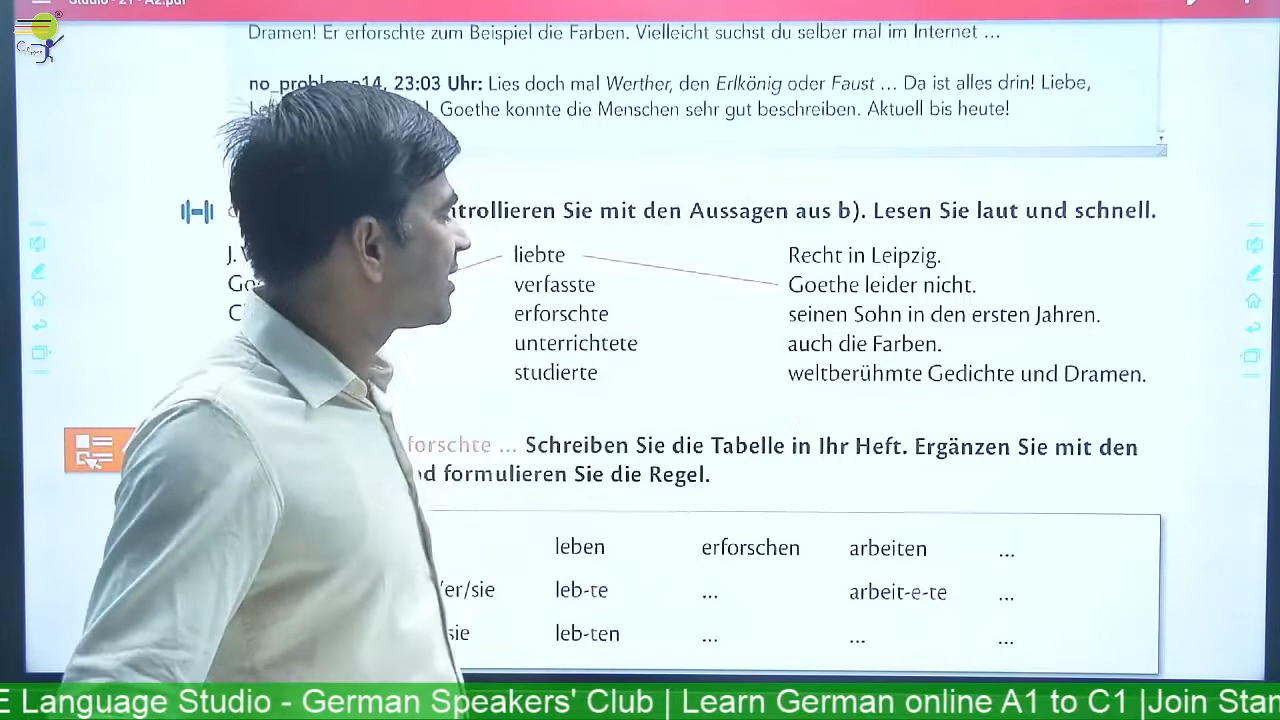 Studio - 21 - A2.pdf
Dramen! Er erforschte zum Beispiel die Farben. Vielleicht suchst du selber mal im Internet ...
23:03 Uhr: Lies doch mal Werther, den Erlkönig oder Faust ... Da ist alles drin! Liebe,
Goethe konnte die Menschen sehr gut beschreiben. Aktuell bis heute!
Sie mit den Aussagen aus b). Lesen Sie laut und schnell.
J. liebte Recht in Leipzig.
verfasste Goethe leider nicht.
erforschte seinen Sohn in den ersten Jahren.
unterrichtete auch die Farben.
studierte weltberühmte Gedichte und Dramen.
forschte ... Schreiben Sie die Tabelle in Ihr Heft. Ergänzen Sie mit den
formulieren Sie die Regel.
leben erforschen arbeiten ...
/er/sie leb-te ... arbeit-e-te ...
sie leb-ten ... ... ...
E Language Studio - German Speakers' Club | Learn German online A1 to C1 |Join Star